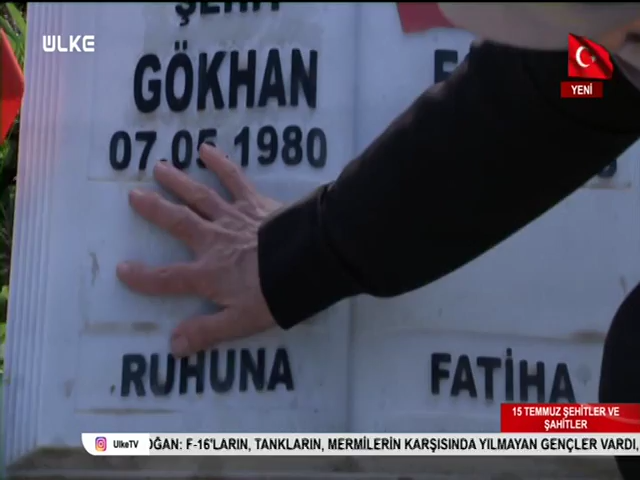 ÜLKE
ŞEHİT
GÖKHAN
07.05.1980
YENİ
RUHUNA
FATİHA
15 TEMMUZ ŞEHİTLER VE
ŞAHİTLER
UlkeTV
OĞAN: F-16'LARIN, TANKLARIN, MERMİLERİN KARŞISINDA YILMAYAN GENÇLER VARDI,